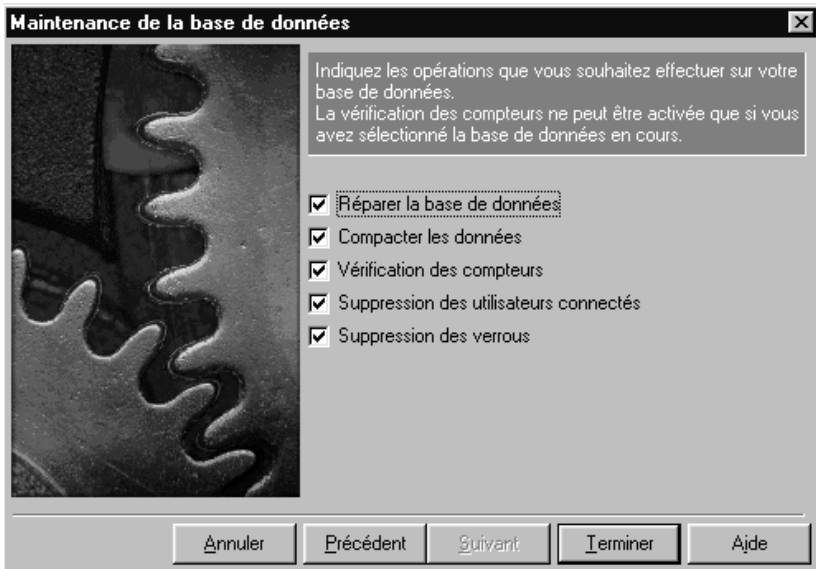 Maintenance de la base de données
Indiquez les opérations que vous souhaitez effectuer sur votre
base de données.
La vérification des compteurs ne peut être activée que si vous
avez sélectionné la base de données en cours.
Réparer la base de données
Compacter les données
Vérification des compteurs
Suppression des utilisateurs connectés
Suppression des verrous
Annuler Précédent Suivant Terminer Aide